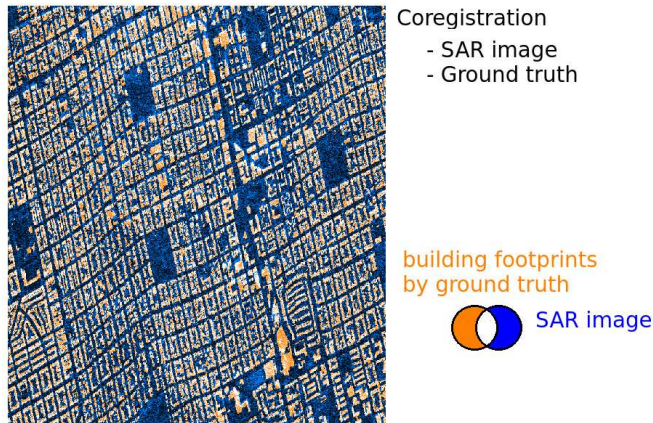 Coregistration
- SAR image
- Ground truth
building footprints
by ground truth
SAR image